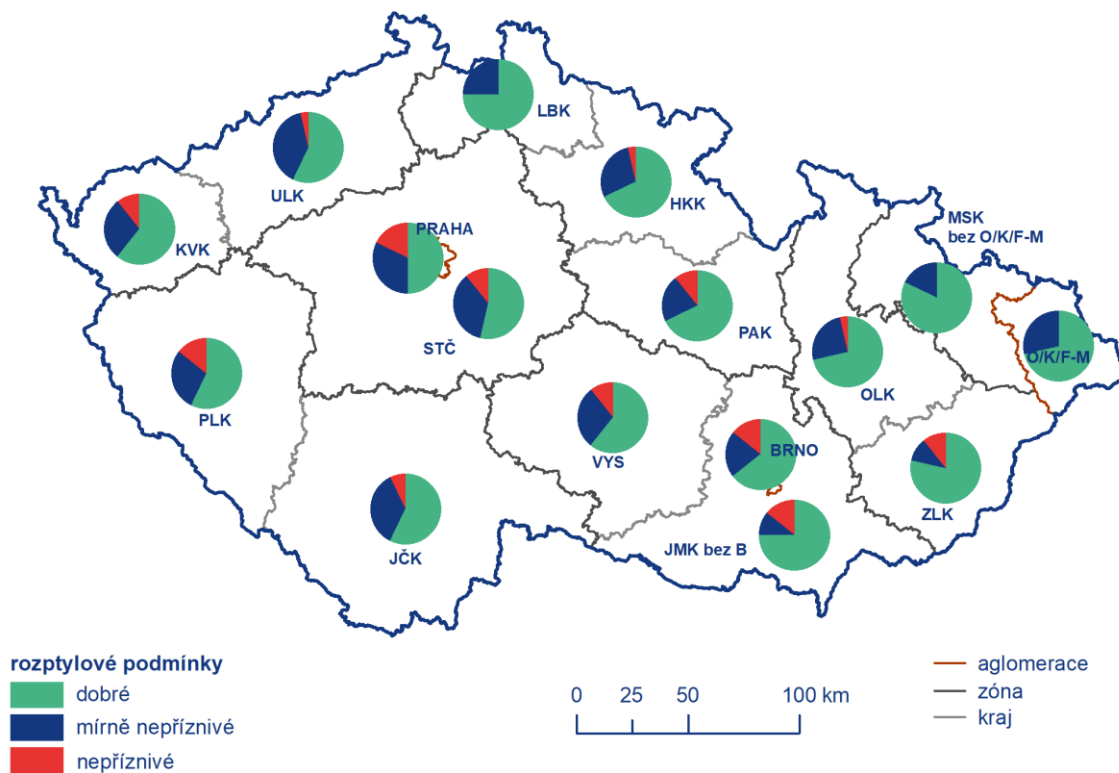 LBK
ULK
HKK
KVK
PRAHA
MSK
bez O/K/F-M
STČ
PAK
O/K/F-M
OLK
PLK
VYS
BRNO
ZLK
JČK
JMK bez B
rozptylové podmínky
dobré
mírně nepříznivé
nepříznivé
0 25 50 100 km
aglomerace
zóna
kraj